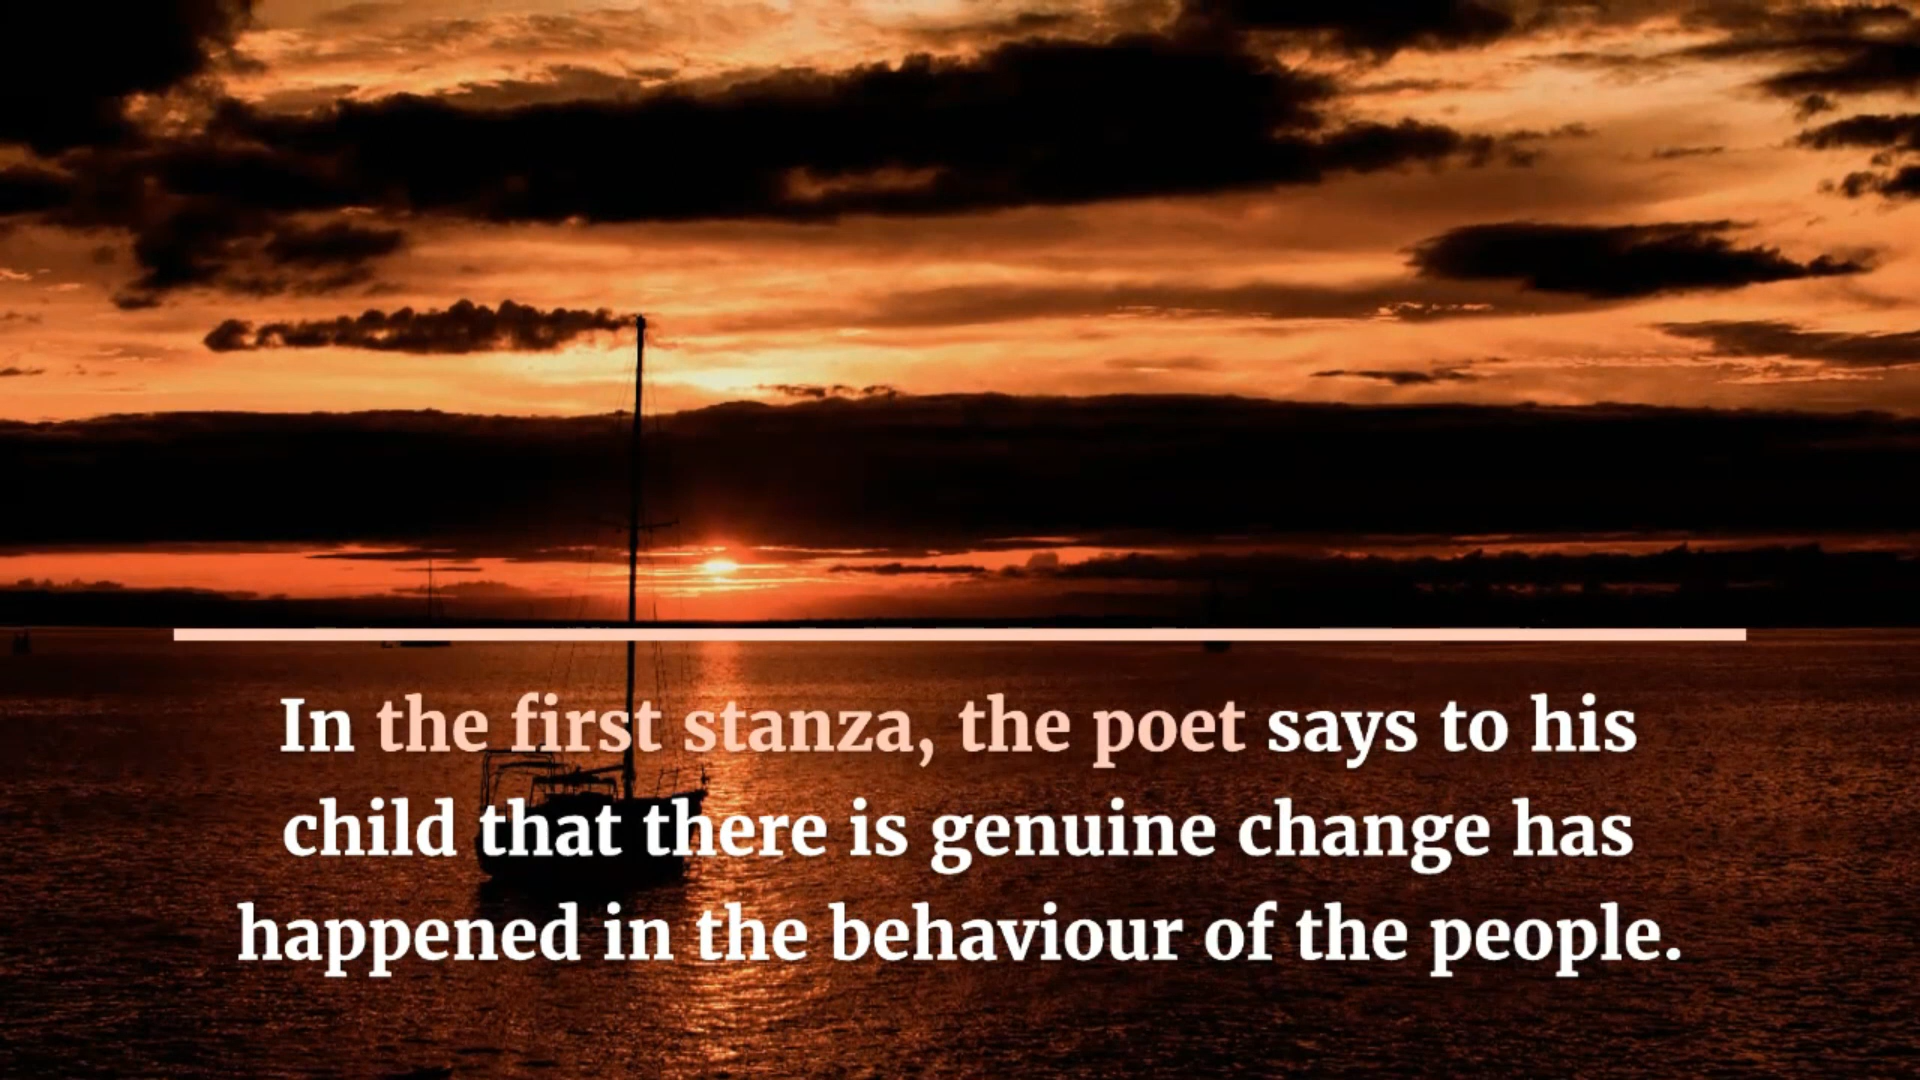 In the first stanza, the poet says to his
child that there is genuine change has
happened in the behaviour of the people.